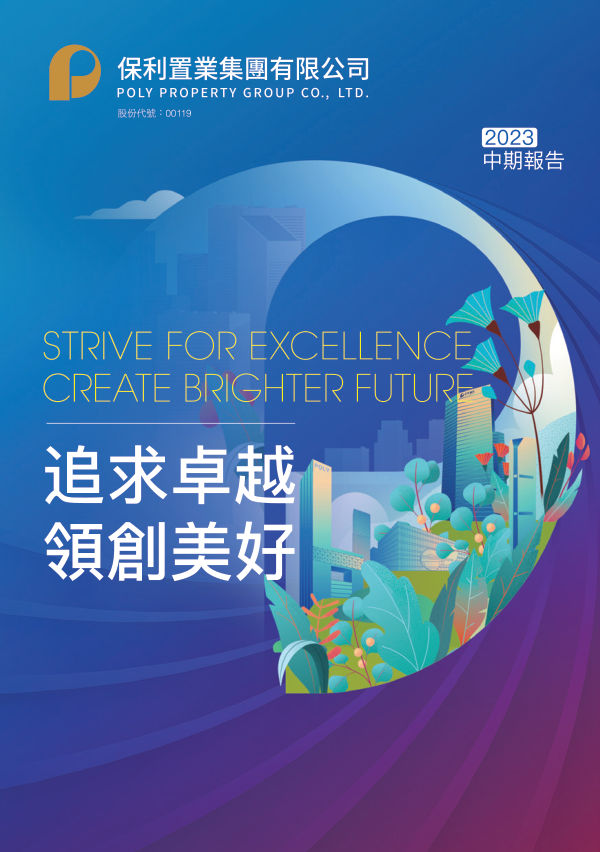 保利置業集團有限公司
POLY PROPERTY GROUP CO., LTD.
股份代號：00119
2023
中期報告
STRIVE FOR EXCELLENCE
CREATE BRIGHTER FUTURE
追求卓越
領創美好
POLY